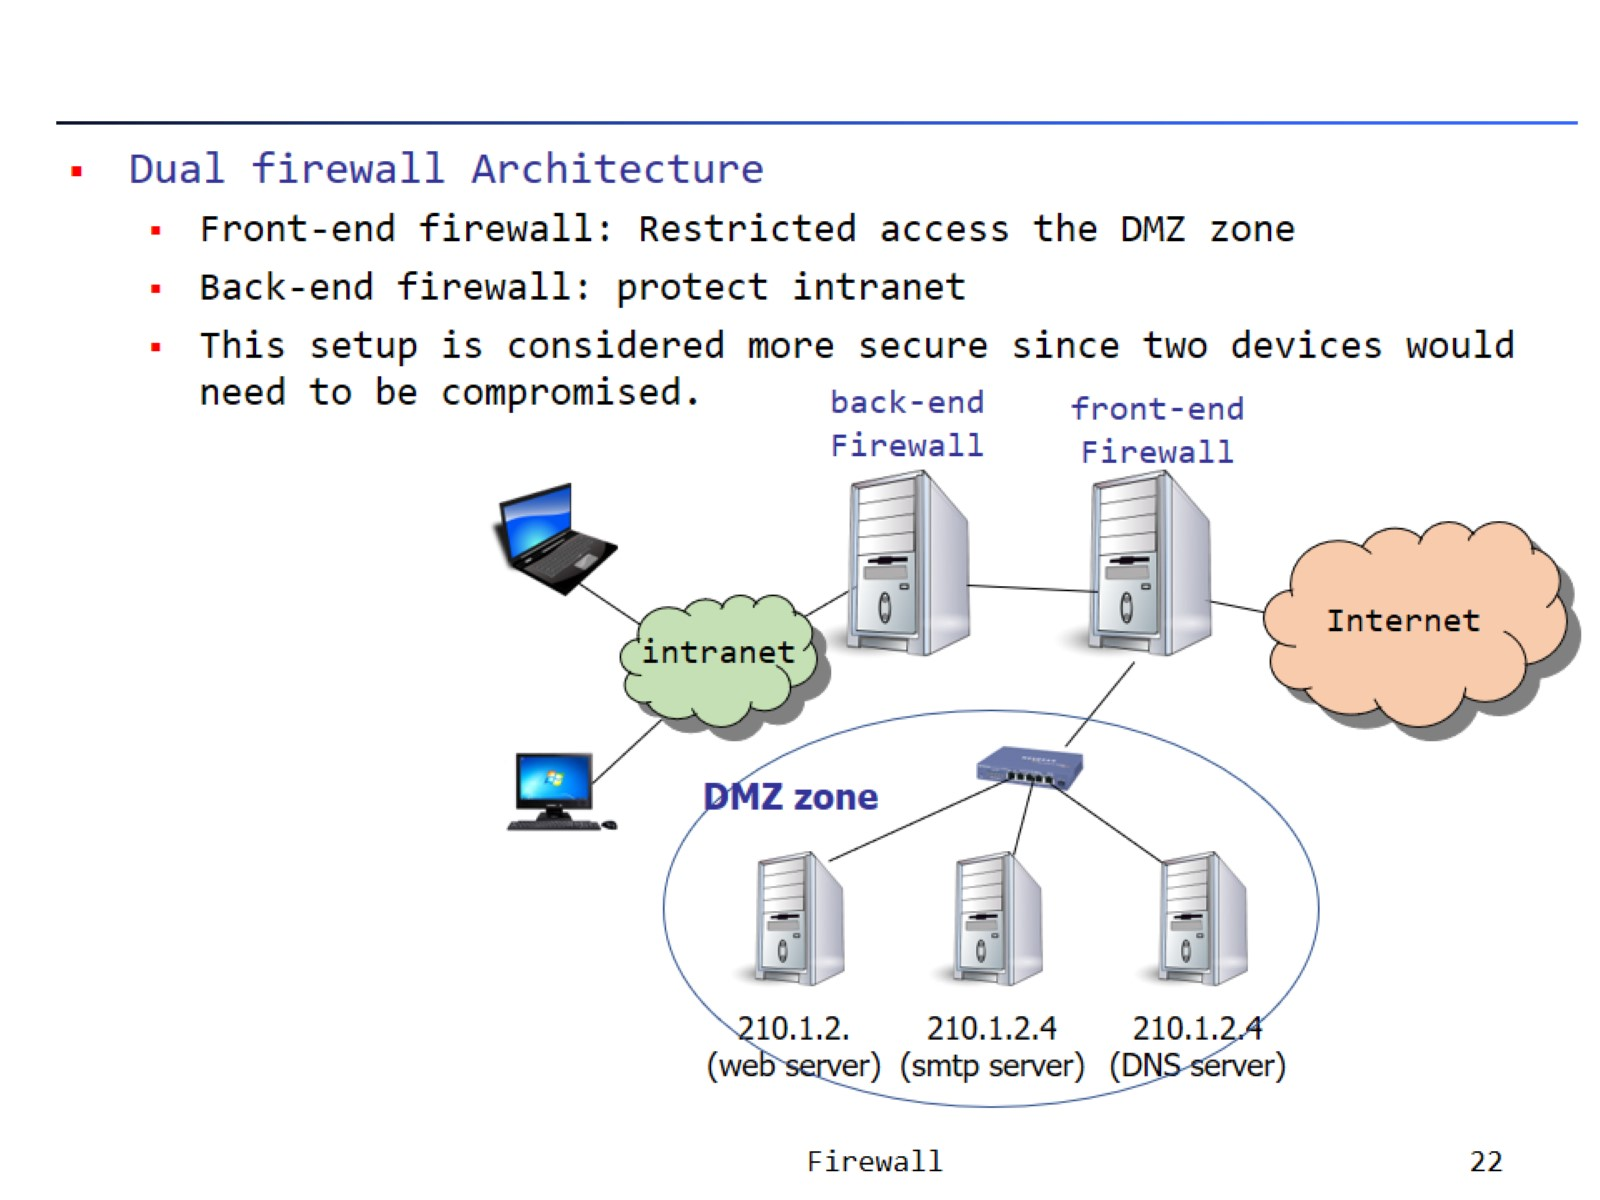 Dual firewall Architecture
Front-end firewall: Restricted access the DMZ zone
Back-end firewall: protect intranet
This setup is considered more secure since two devices would
need to be compromised.
back-end
Firewall
front-end
Firewall
intranet
Internet
DMZ zone
210.1.2.
(web server)
210.1.2.4
(smtp server)
210.1.2.4
(DNS server)
Firewall
22